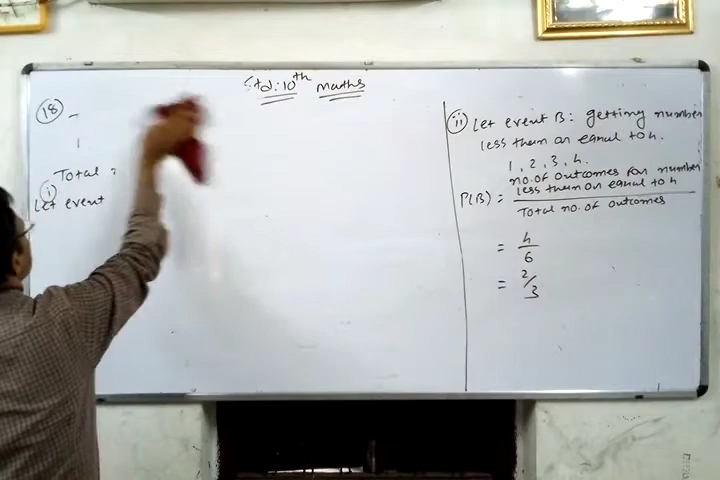 Std: 10th maths
18
Total =
i
Let event
ii Let event B: getting number
less than or equal to 4.
1, 2, 3, 4.
P(B) = no. of outcomes for number less than or equal to 4
Total no. of outcomes
= 4
6
= 2/3